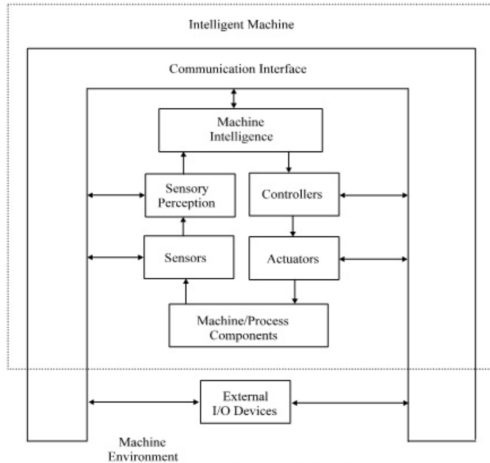 Intelligent Machine
Communication Interface
Machine
Intelligence
Sensory
Perception
Controllers
Sensors
Actuators
Machine/Process
Components
External
I/O Devices
Machine
Environment